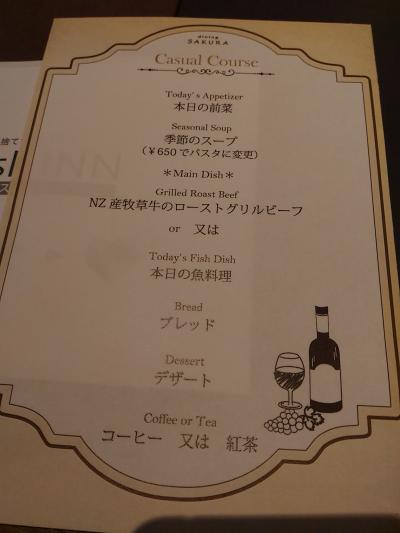 dining
SAKURA
Casual Course
Today's Appetizer
本日の前菜
Seasonal Soup
季節のスープ
(￥650でパスタに変更)
＊Main Dish＊
Grilled Roast Beef
NZ産牧草牛のローストグリルビーフ
or 又は
Today's Fish Dish
本日の魚料理
Bread
ブレッド
Dessert
デザート
Coffee or Tea
コーヒー 又は 紅茶
捨て
INN